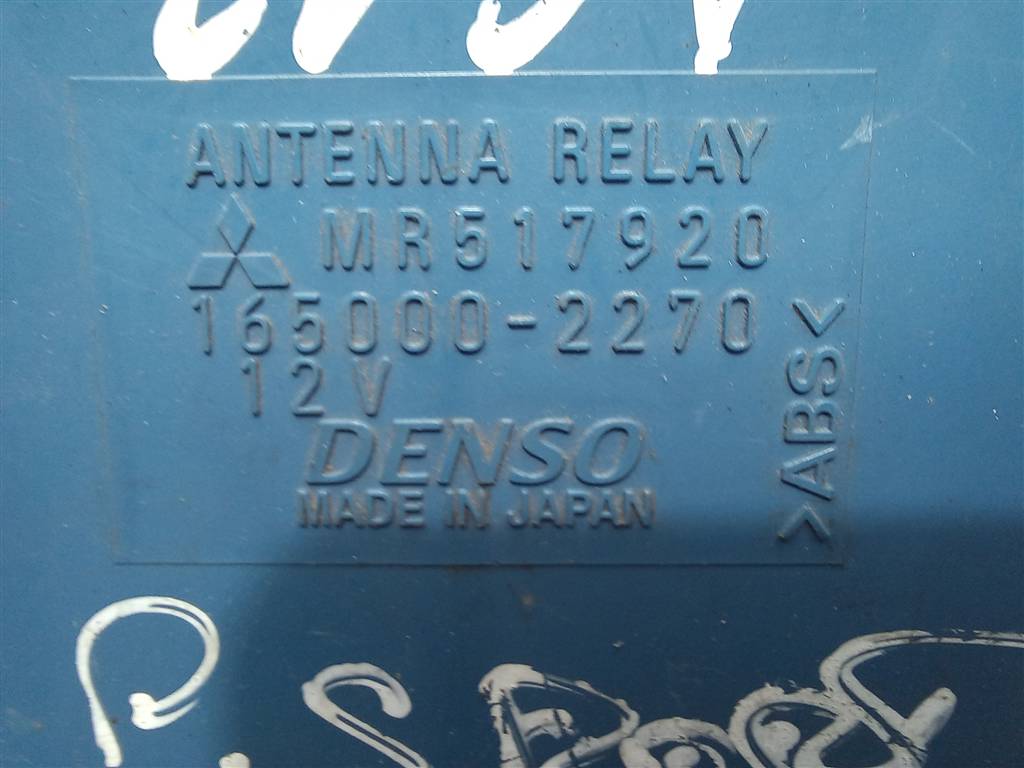 ANTENNA RELAY
MR517920
165000-2270
12V
DENSO
MADE IN JAPAN
>ABS<